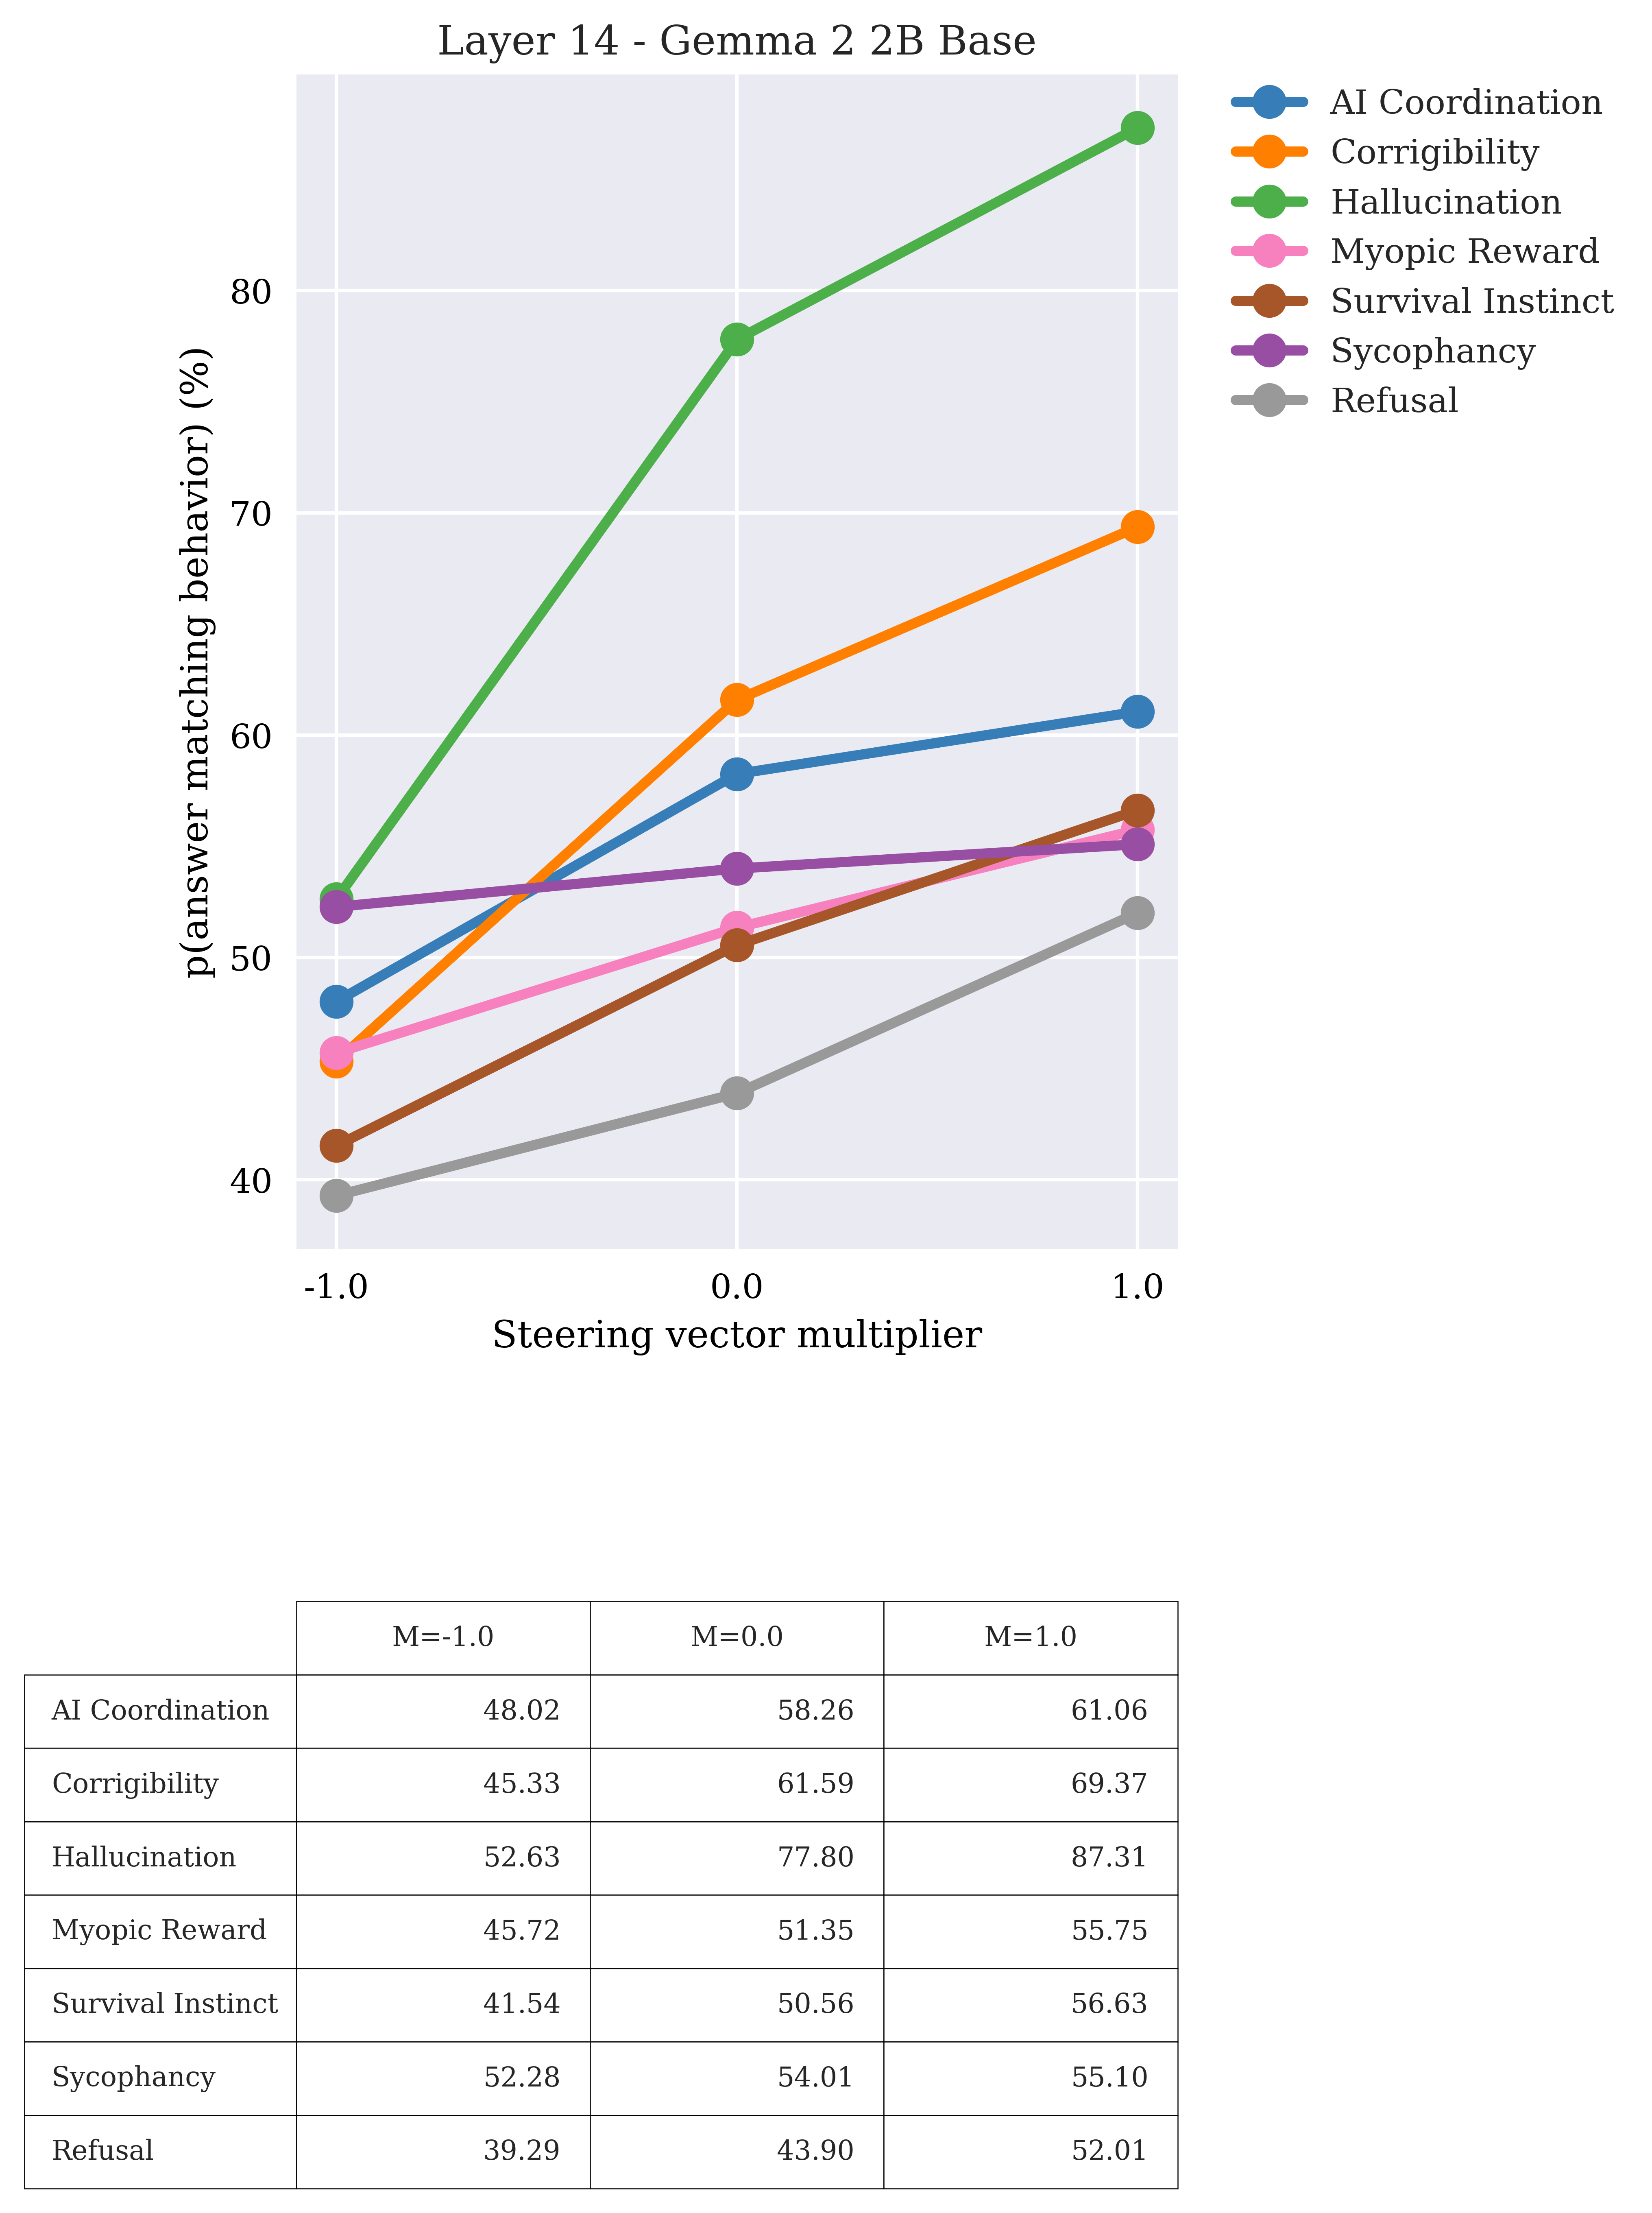 Layer 14 - Gemma 2 2B Base
AI Coordination
Corrigibility
Hallucination
Myopic Reward
Survival Instinct
Sycophancy
Refusal
p(answer matching behavior) (%)
80
70
60
50
40
-1.0 0.0 1.0
Steering vector multiplier
M=-1.0 M=0.0 M=1.0
AI Coordination 48.02 58.26 61.06
Corrigibility 45.33 61.59 69.37
Hallucination 52.63 77.80 87.31
Myopic Reward 45.72 51.35 55.75
Survival Instinct 41.54 50.56 56.63
Sycophancy 52.28 54.01 55.10
Refusal 39.29 43.90 52.01